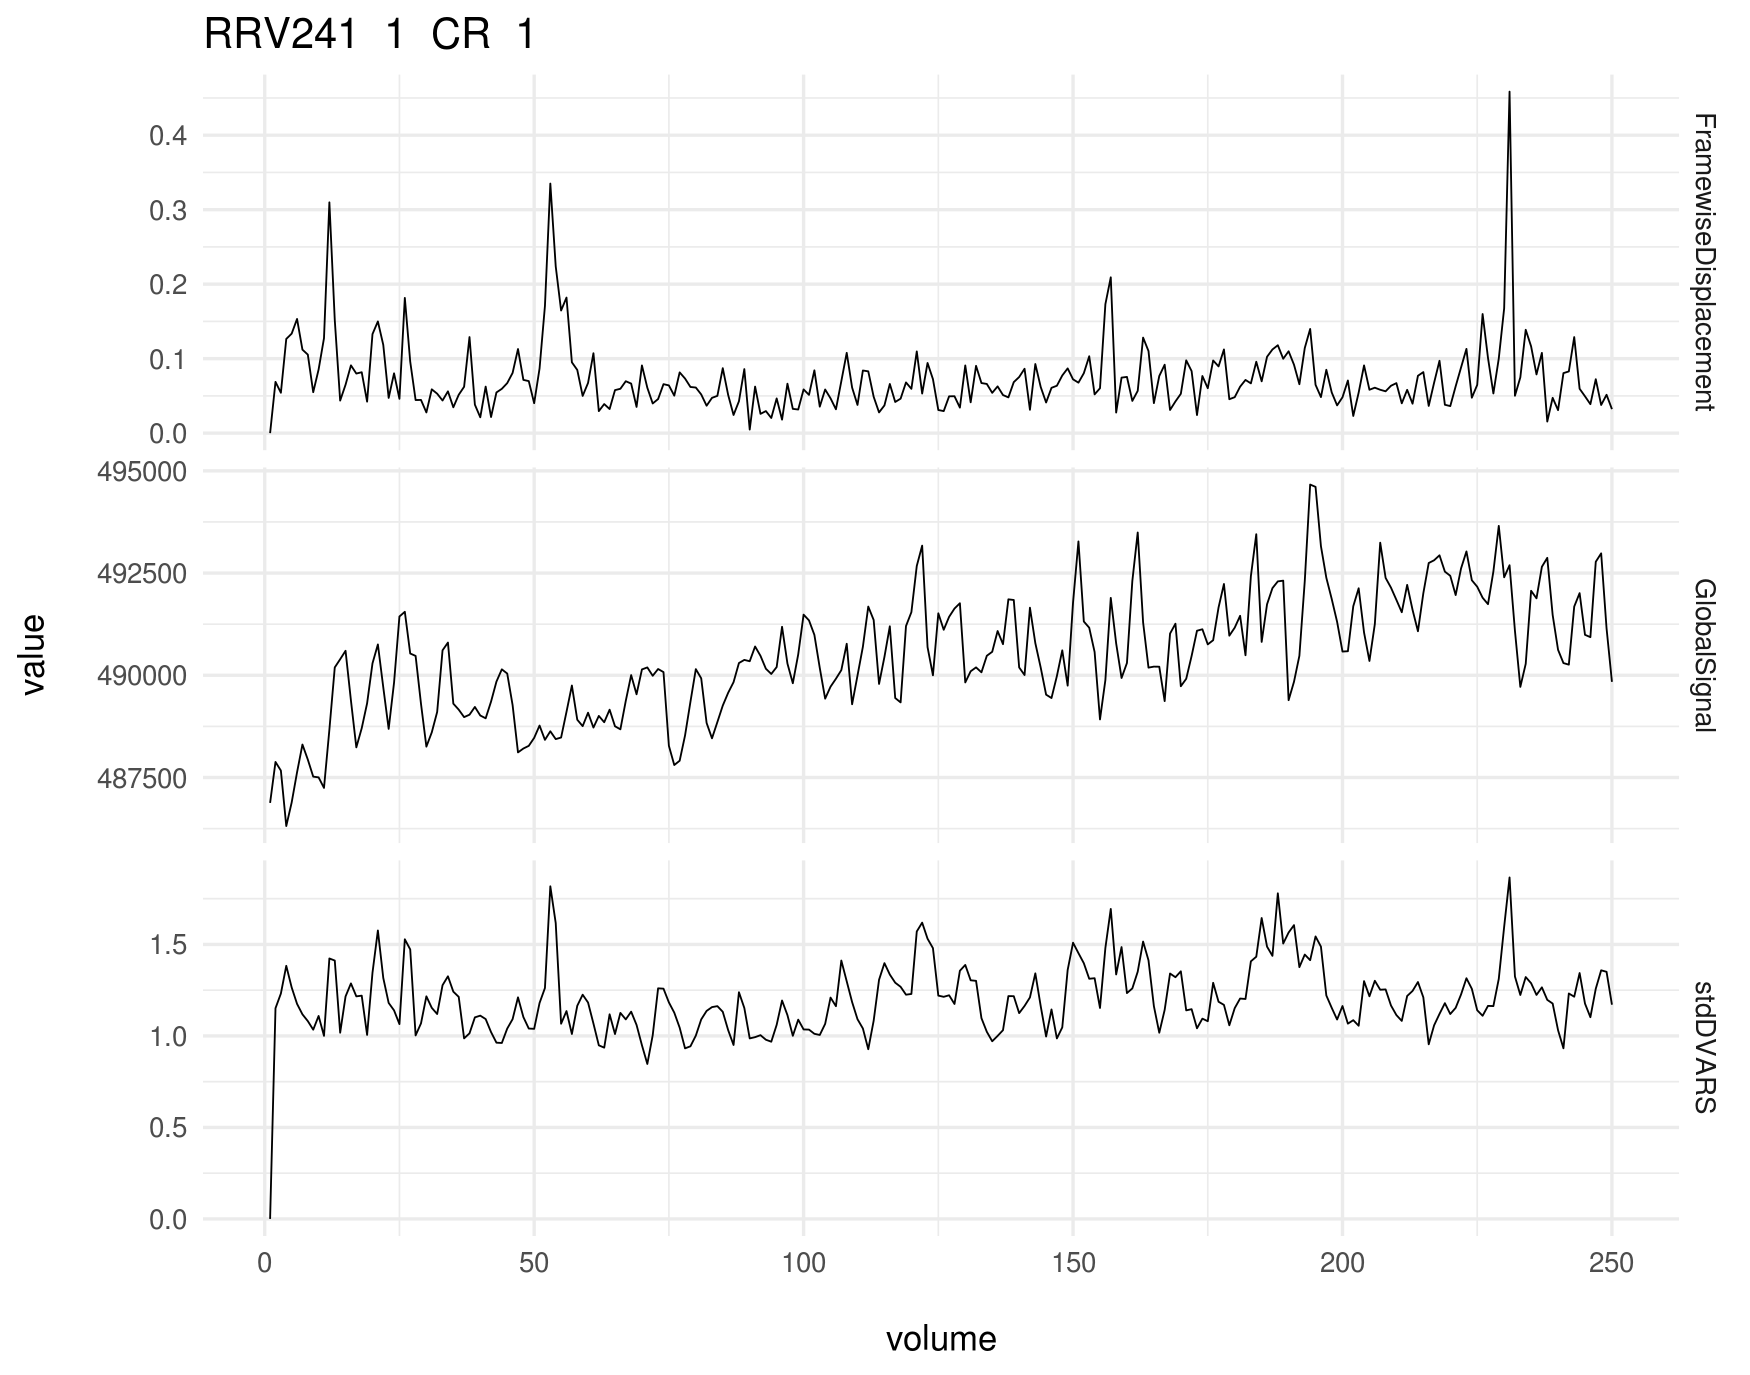 RRV241 1 CR 1
0.4
0.3
0.2
0.1
0.0
FramewiseDisplacement
495000
492500
490000
487500
GlobalSignal
value
1.5
1.0
0.5
0.0
stdDVARS
0 50 100 150 200 250
volume